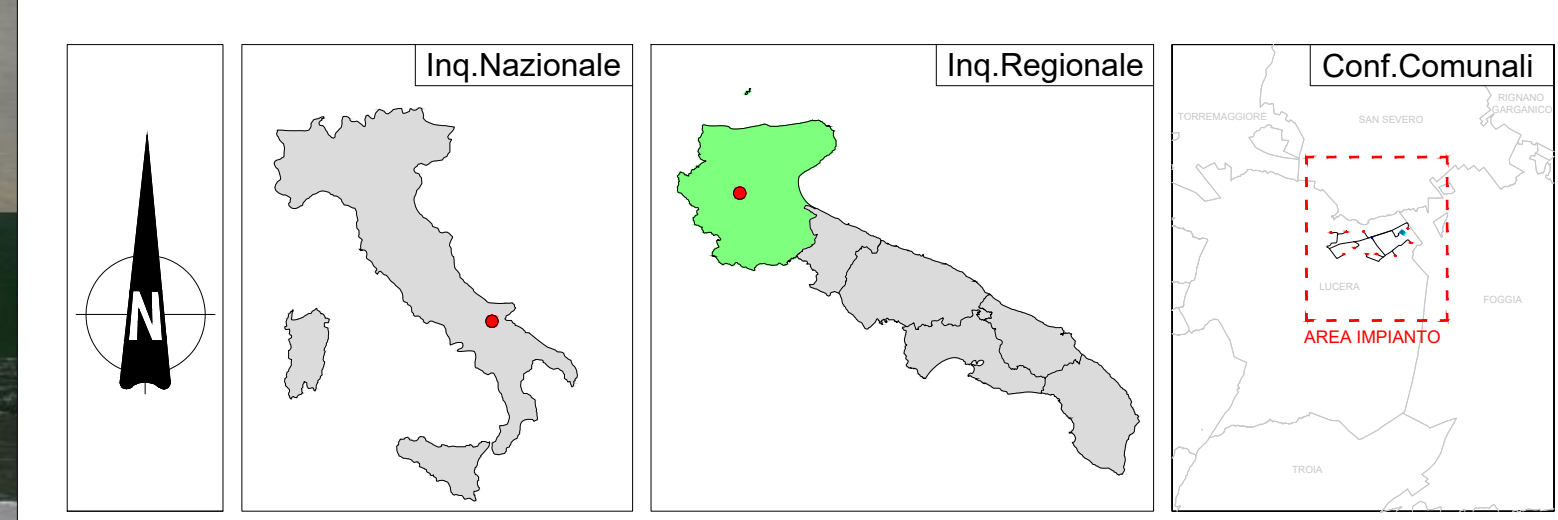 N
Inq.Nazionale
Inq.Regionale
Conf.Comunali
TORREMAGGIORE
SAN SEVERO
RIGNANO
GARGANICO
LUCERA
FOGGIA
AREA IMPIANTO
TROIA